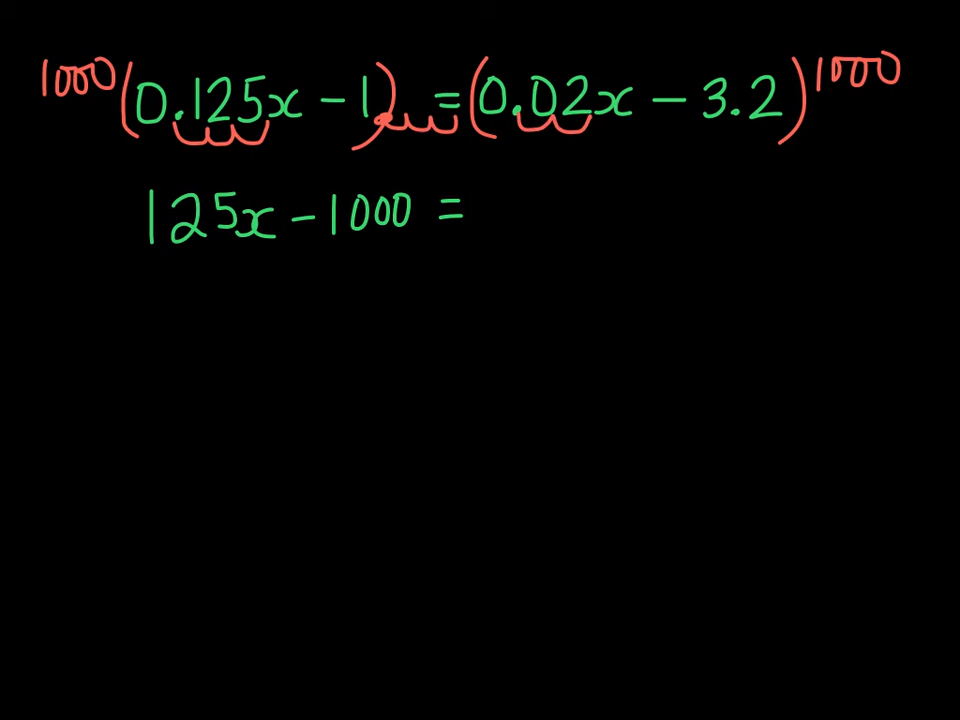 1000(0.125x - 1) = (0.02x - 3.2)1000
125x - 1000 =